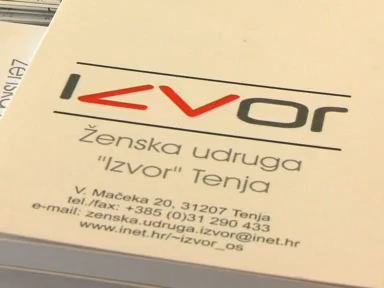 IZVOR
Ženska udruga
"Izvor" Tenja
V. Mačeka 20, 31207 Tenja
tel./fax: +385 (0)31 290 433
e-mail: zenska.udruga.izvor@inet.hr
www.inet.hr/~izvor_os